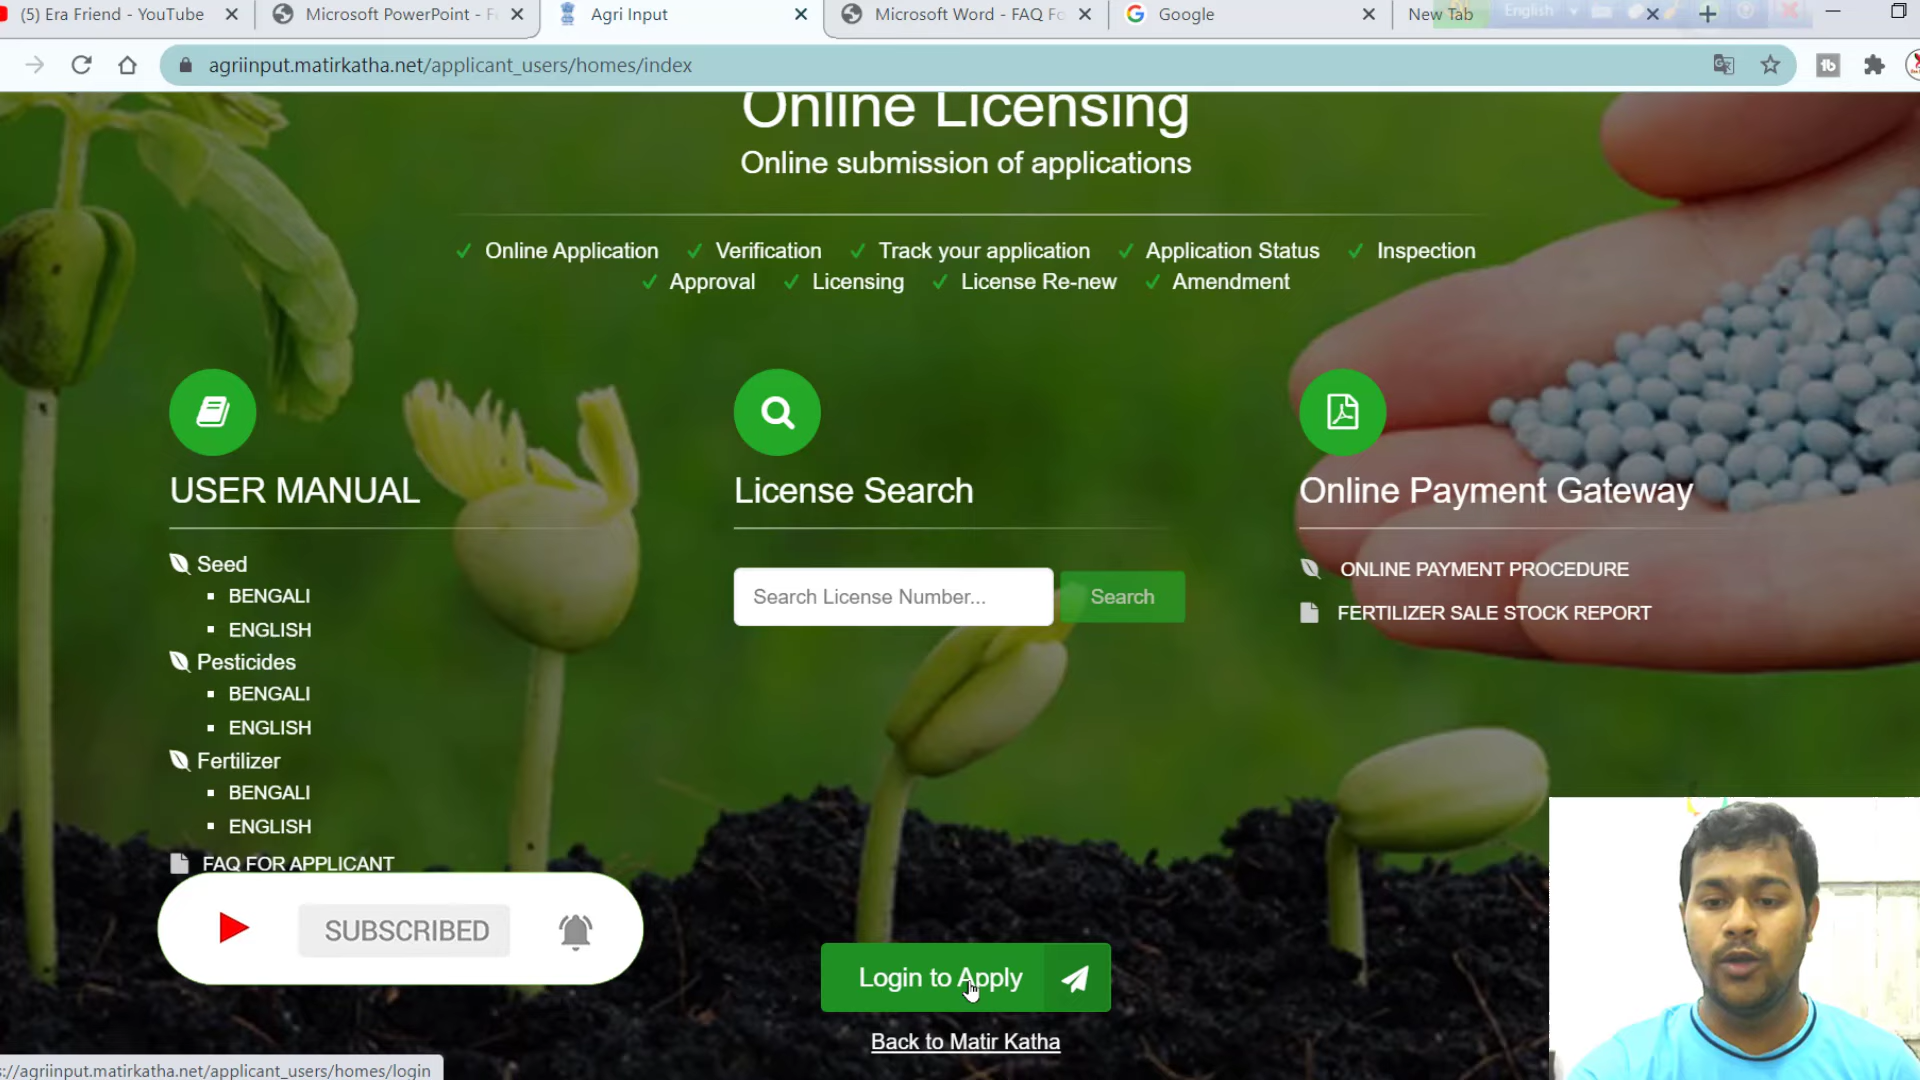 (5) Era Friend - YouTube
Microsoft PowerPoint - F
Agri Input
Microsoft Word - FAQ Fo
Google
New Tab
English
agriinput.matirkatha.net/applicant_users/homes/index
Online Licensing
Online submission of applications
Online Application Verification Track your application Application Status Inspection
Approval Licensing License Re-new Amendment
USER MANUAL
Seed
BENGALI
ENGLISH
Pesticides
BENGALI
ENGLISH
Fertilizer
BENGALI
ENGLISH
FAQ FOR APPLICANT
License Search
Search License Number...
Search
Online Payment Gateway
ONLINE PAYMENT PROCEDURE
FERTILIZER SALE STOCK REPORT
SUBSCRIBED
Login to Apply
Back to Matir Katha
://agriinput.matirkatha.net/applicant_users/homes/login